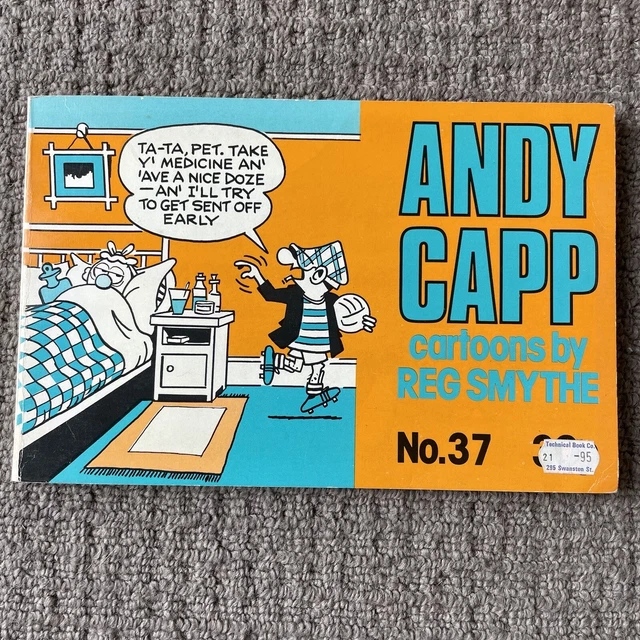 TA-TA, PET. TAKE
Y' MEDICINE AN'
'AVE A NICE DOZE
—AN' I'LL TRY
TO GET SENT OFF
EARLY
ANDY
CAPP
cartoons by
REG SMYTHE
No.37
Technical Book Co.
21 -95
295 Swanston St.